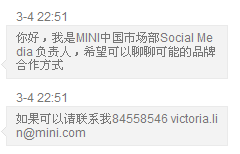 3-4 22:51
你好，我是MINI中国市场部Social Me
dia 负责人，希望可以聊聊可能的品牌
合作方式
3-4 22:51
如果可以请联系我84558546 victoria.li
n@mini.com